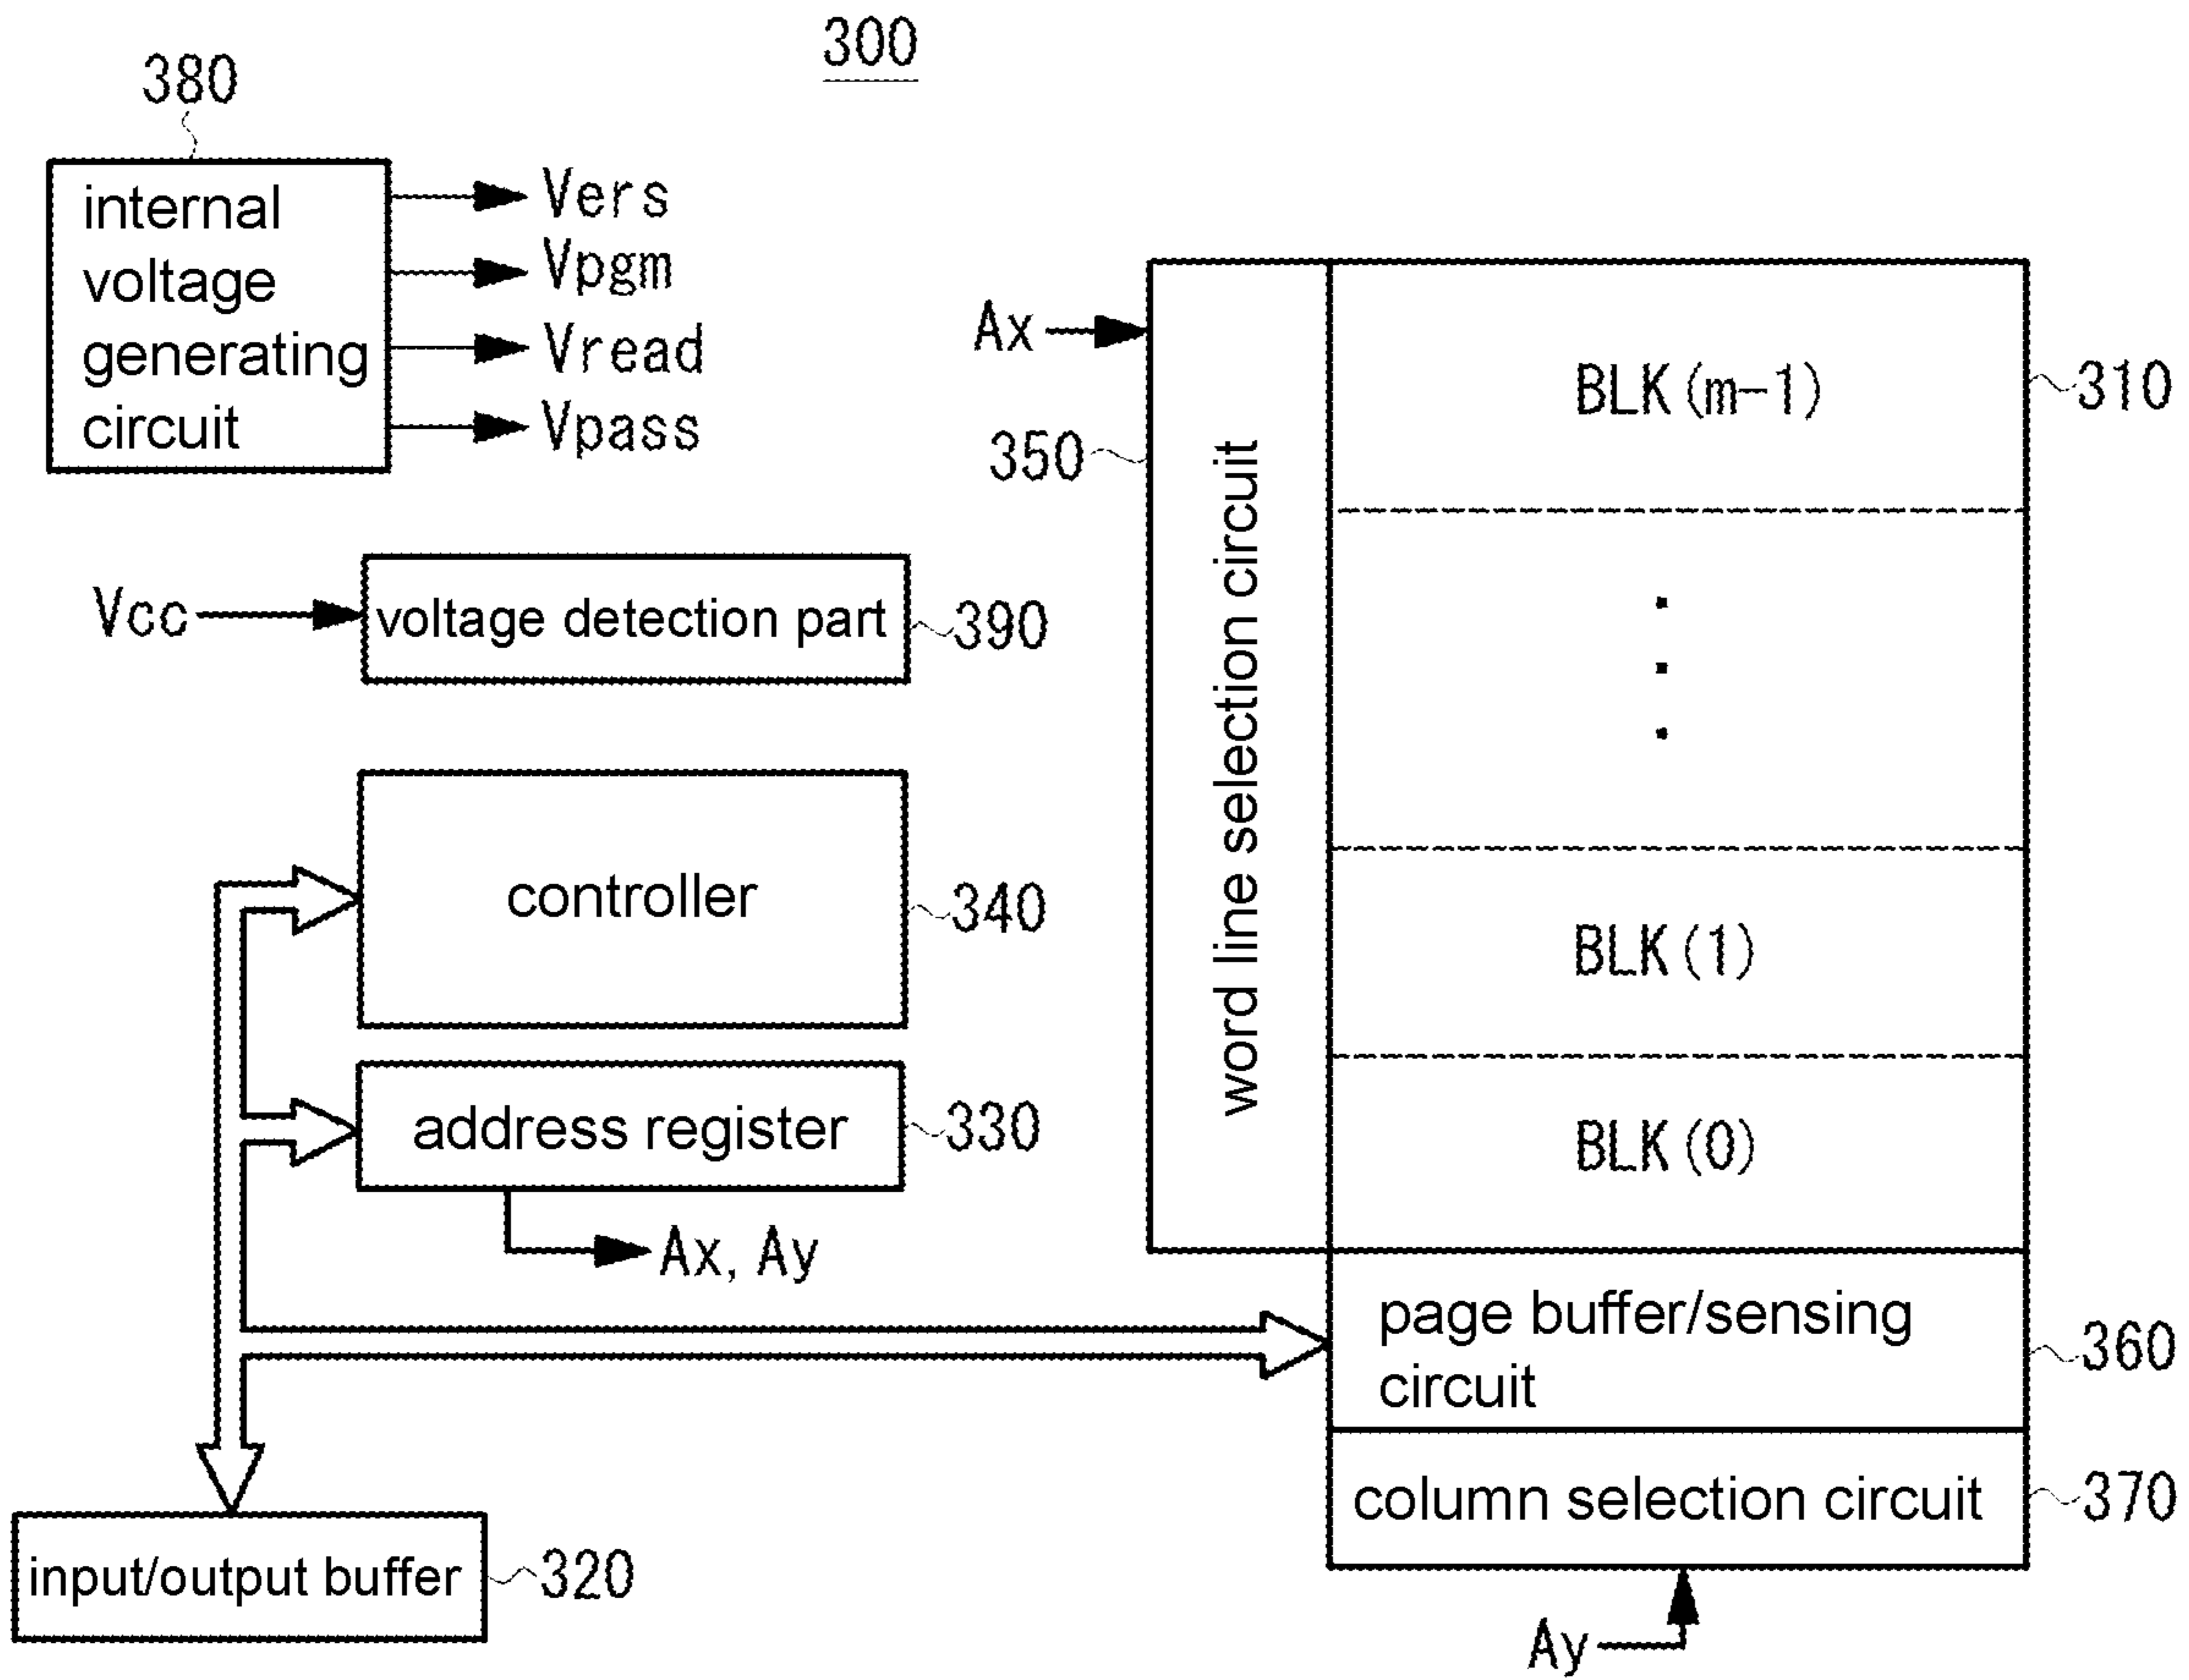 300
380
internal
voltage
generating
circuit
Vers
Vpgm
Vread
Vpass
Vcc
voltage detection part
390
controller
340
address register
330
Ax, Ay
input/output buffer
320
Ax
350
word line selection circuit
BLK(m-1)
310
BLK(1)
BLK(0)
page buffer/sensing
circuit
360
column selection circuit
370
Ay